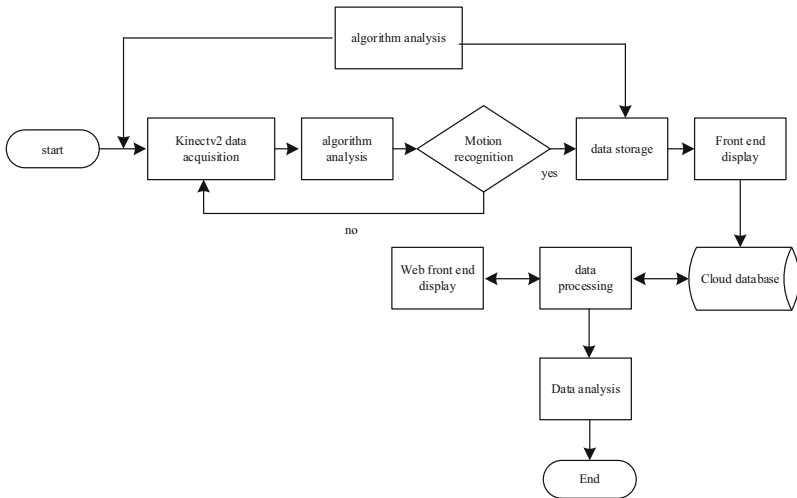 algorithm analysis
start
Kinectv2 data
acquisition
algorithm
analysis
Motion
recognition
yes
data storage
Front end
display
no
Web front end
display
data
processing
Cloud database
Data analysis
End